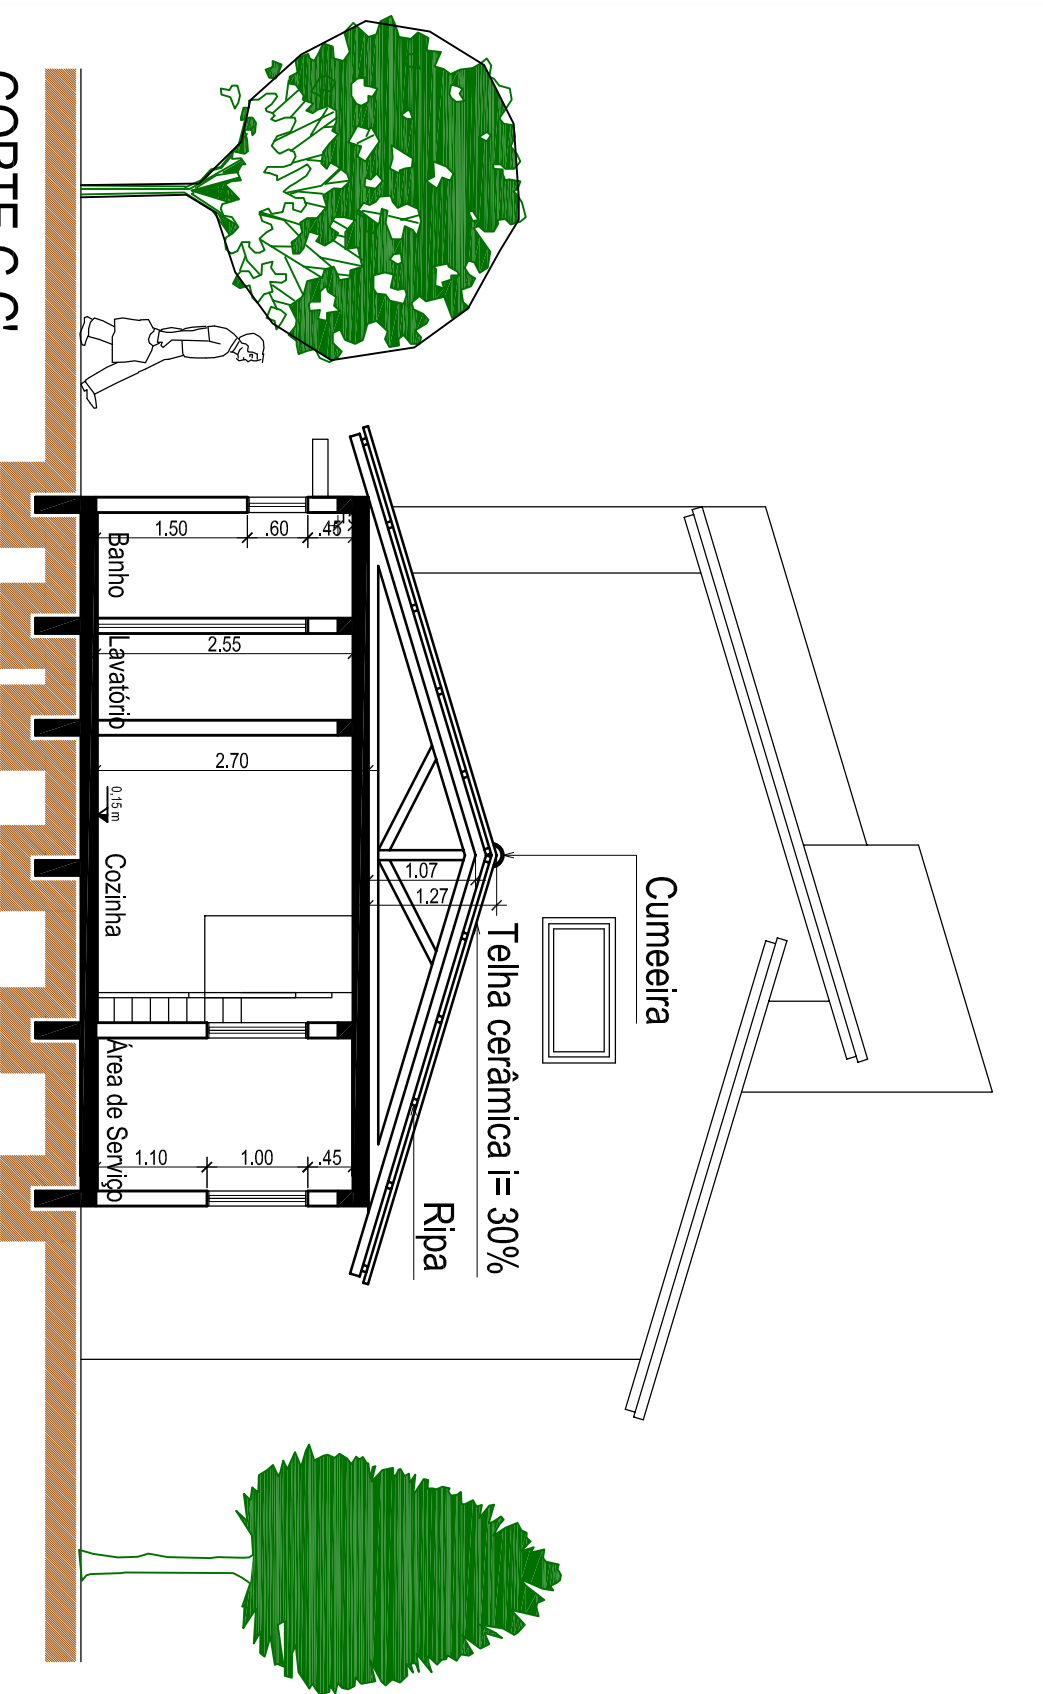 Cumeeira
Telha cerâmica i= 30%
Ripa
1.27
1.07
.45
.60
1.50
2.55
2.70
.45
1.00
1.10
0,15 m
Banho
Lavatório
Cozinha
Área de Serviço
CORTE C C'